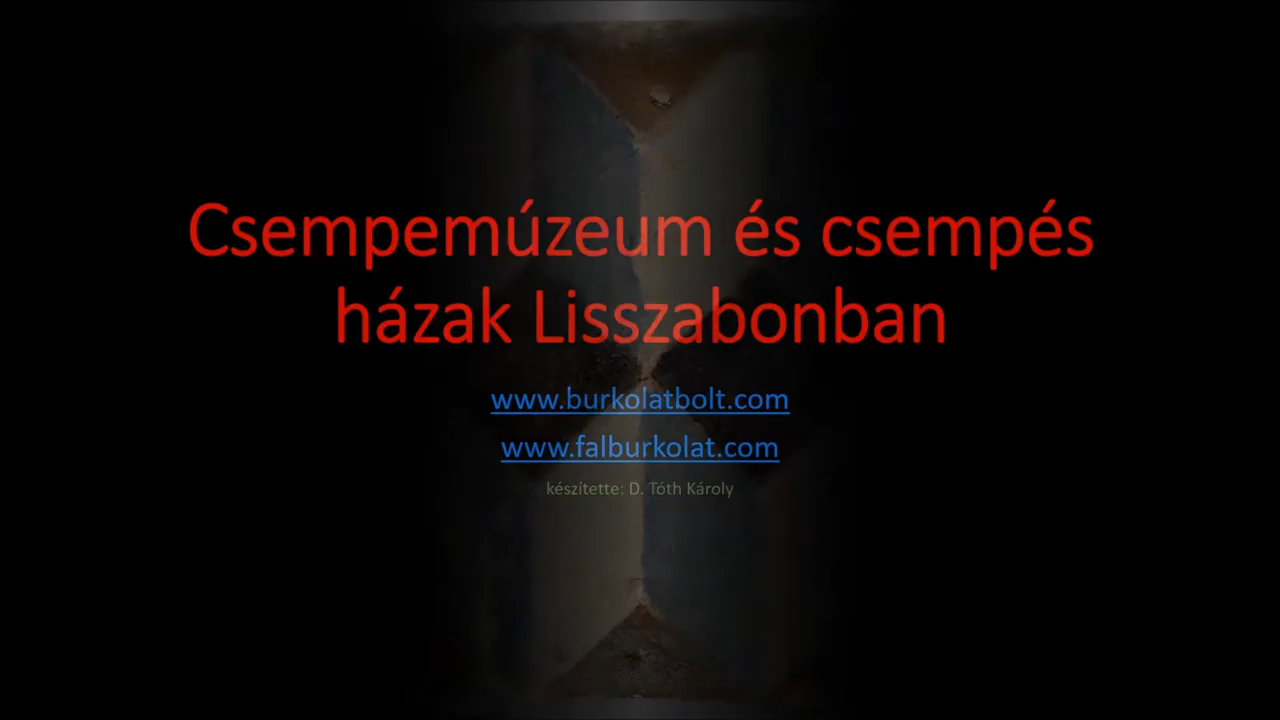 Csempemúzeum és csempés
házak Lisszabonban
www.burkolatbolt.com
www.falburkolat.com
készítette: D. Tóth Károly